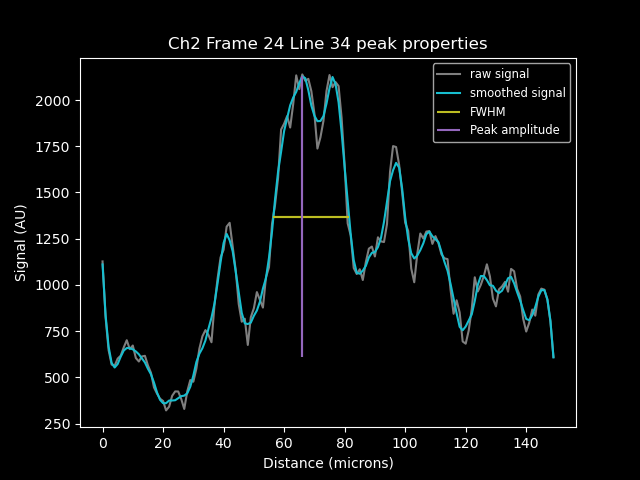 Ch2 Frame 24 Line 34 peak properties
raw signal
smoothed signal
FWHM
Peak amplitude
Signal (AU)
2000
1750
1500
1250
1000
750
500
250
0 20 40 60 80 100 120 140
Distance (microns)